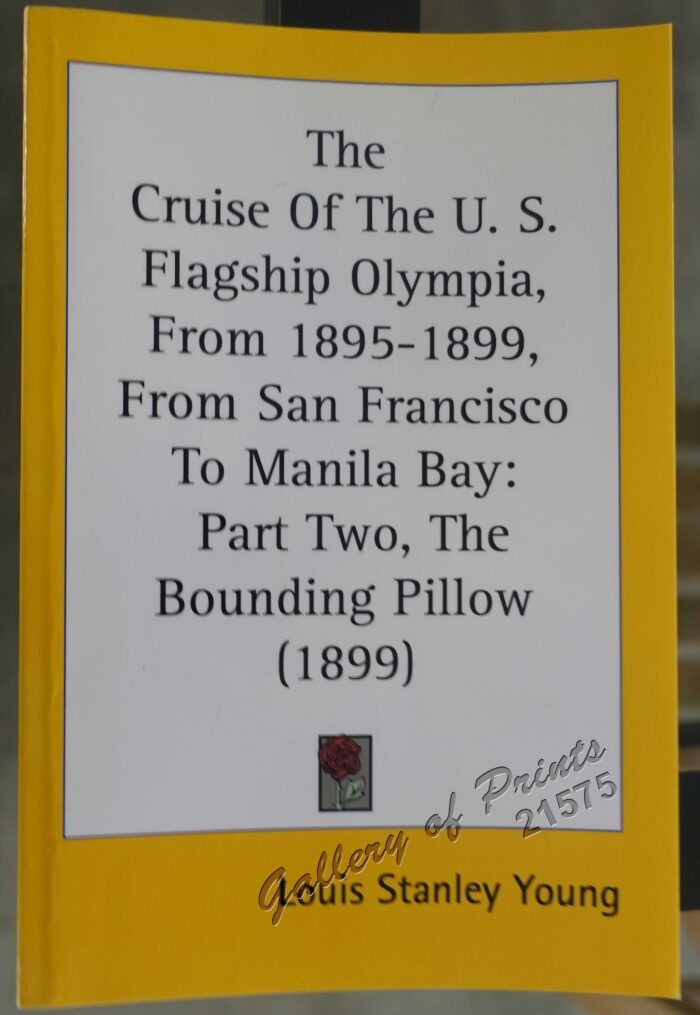 The
Cruise Of The U. S.
Flagship Olympia,
From 1895-1899,
From San Francisco
To Manila Bay:
Part Two, The
Bounding Pillow
(1899)
Gallery of Prints
21575
Louis Stanley Young